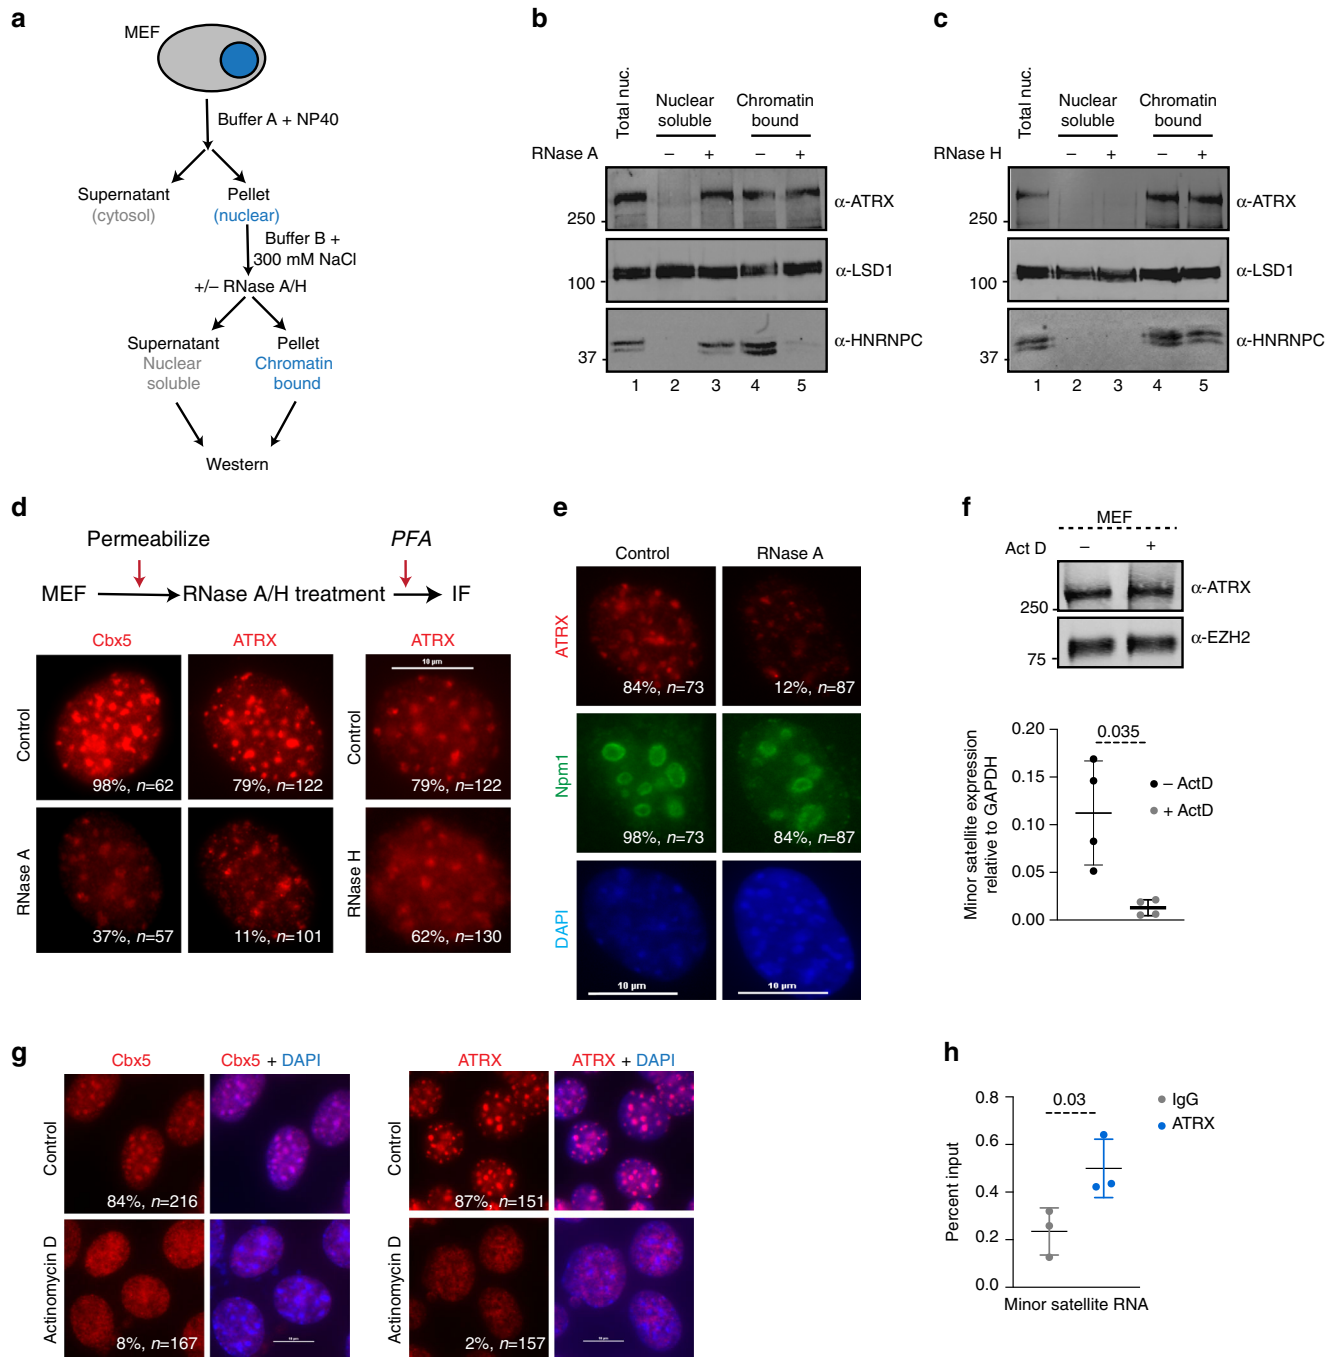 a
MEF
Buffer A + NP40
Supernatant
(cytosol)
Pellet
(nuclear)
Buffer B +
300 mM NaCl
+/– RNase A/H
Supernatant
Nuclear
soluble
Pellet
Chromatin
bound
Western
b
Total nuc.
Nuclear
soluble
Chromatin
bound
RNase A – + – +
α-ATRX
250
α-LSD1
100
α-HNRNPC
37
1 2 3 4 5
c
Total nuc.
Nuclear
soluble
Chromatin
bound
RNase H – + – +
α-ATRX
250
α-LSD1
100
α-HNRNPC
37
1 2 3 4 5
d
Permeabilize
PFA
MEF RNase A/H treatment IF
Cbx5 ATRX ATRX
10 µm
Control
98%, n=62
79%, n=122
Control
79%, n=122
RNase A
37%, n=57
11%, n=101
RNase H
62%, n=130
e
Control RNase A
ATRX
84%, n=73
12%, n=87
Npm1
98%, n=73
84%, n=87
DAPI
10 µm
10 µm
f
MEF
Act D – +
α-ATRX
250
α-EZH2
75
Minor satellite expression
relative to GAPDH
0.20
0.15
0.10
0.05
0.00
0.035
– ActD
+ ActD
g
Cbx5 Cbx5 + DAPI ATRX ATRX + DAPI
Control
84%, n=216
Control
87%, n=151
Actinomycin D
8%, n=167
10 µm
Actinomycin D
2%, n=157
10 µm
h
Percent input
0.8
0.6
0.4
0.2
0.0
0.03
IgG
ATRX
Minor satellite RNA